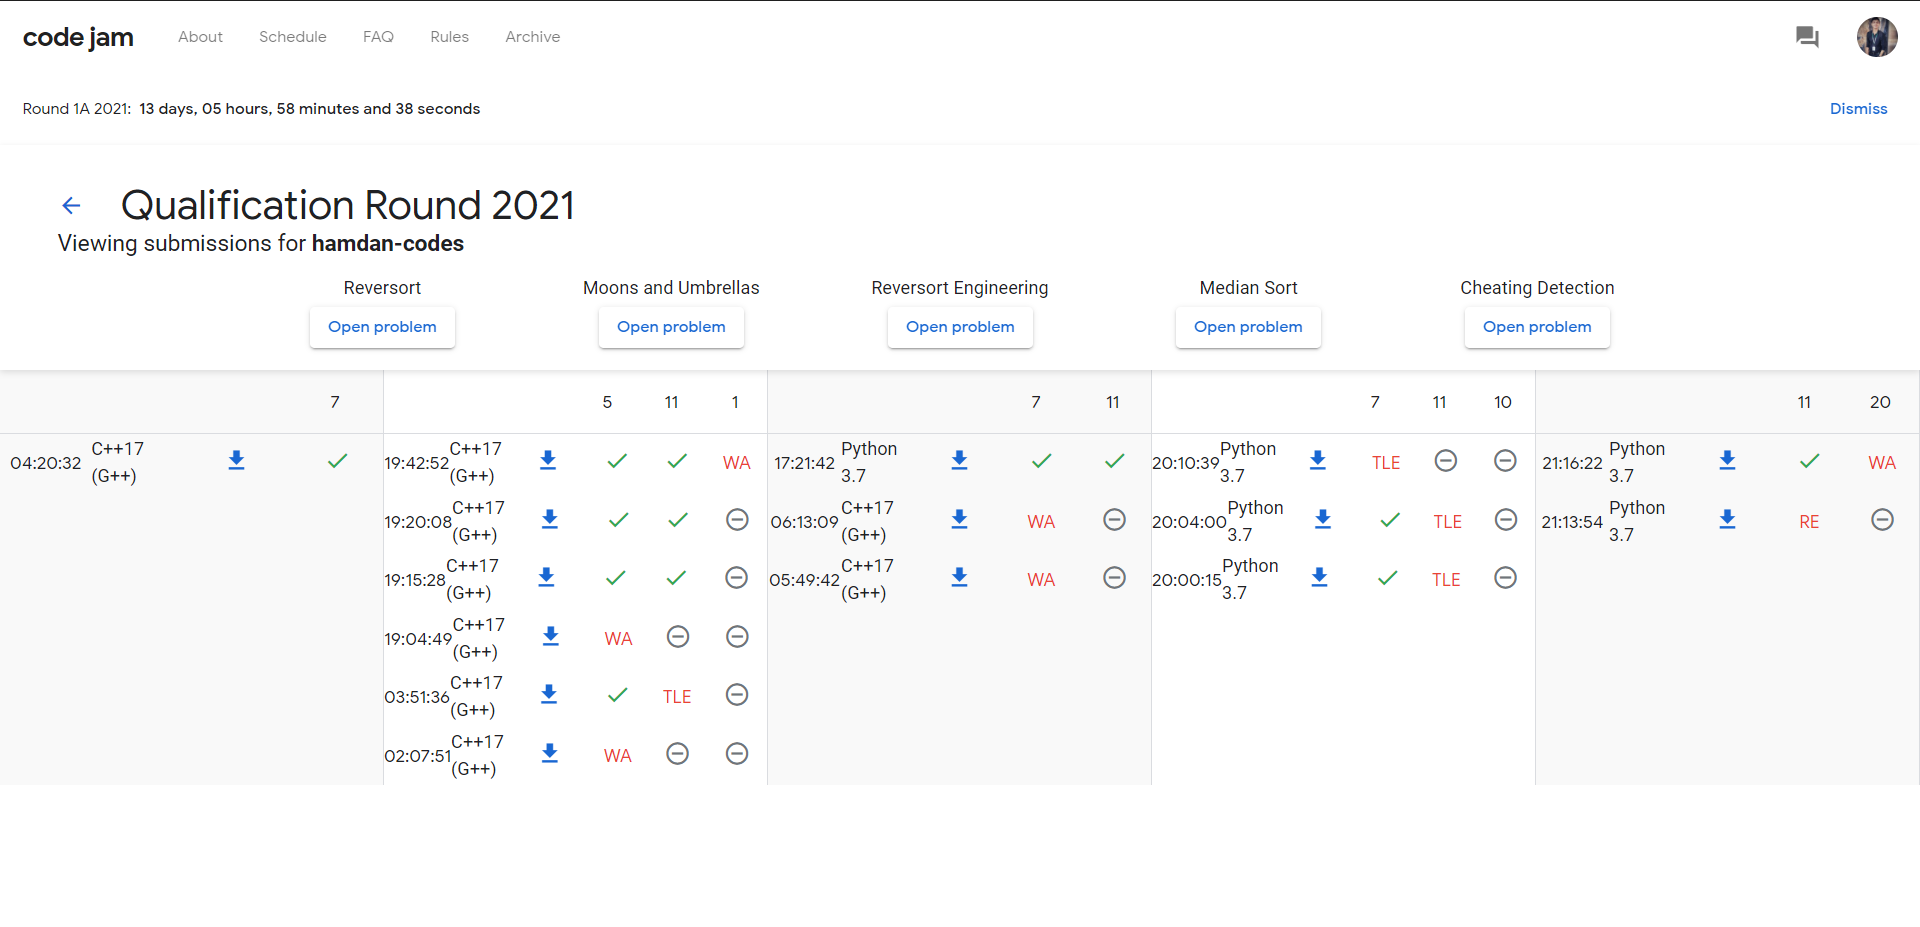 code jam About Schedule FAQ Rules Archive
Round 1A 2021: 13 days, 05 hours, 58 minutes and 38 seconds Dismiss
Qualification Round 2021
Viewing submissions for hamdan-codes
Reversort Moons and Umbrellas Reversort Engineering Median Sort Cheating Detection
Open problem Open problem Open problem Open problem Open problem
7 5 11 1 7 11 7 11 10 11 20
04:20:32 C++17 (G++) 19:42:52 C++17 (G++) WA 17:21:42 Python 3.7 20:10:39 Python 3.7 TLE 21:16:22 Python 3.7 WA
19:20:08 C++17 (G++) 06:13:09 C++17 (G++) WA 20:04:00 Python 3.7 TLE 21:13:54 Python 3.7 RE
19:15:28 C++17 (G++) 05:49:42 C++17 (G++) WA 20:00:15 Python 3.7 TLE
19:04:49 C++17 (G++) WA
03:51:36 C++17 (G++) TLE
02:07:51 C++17 (G++) WA